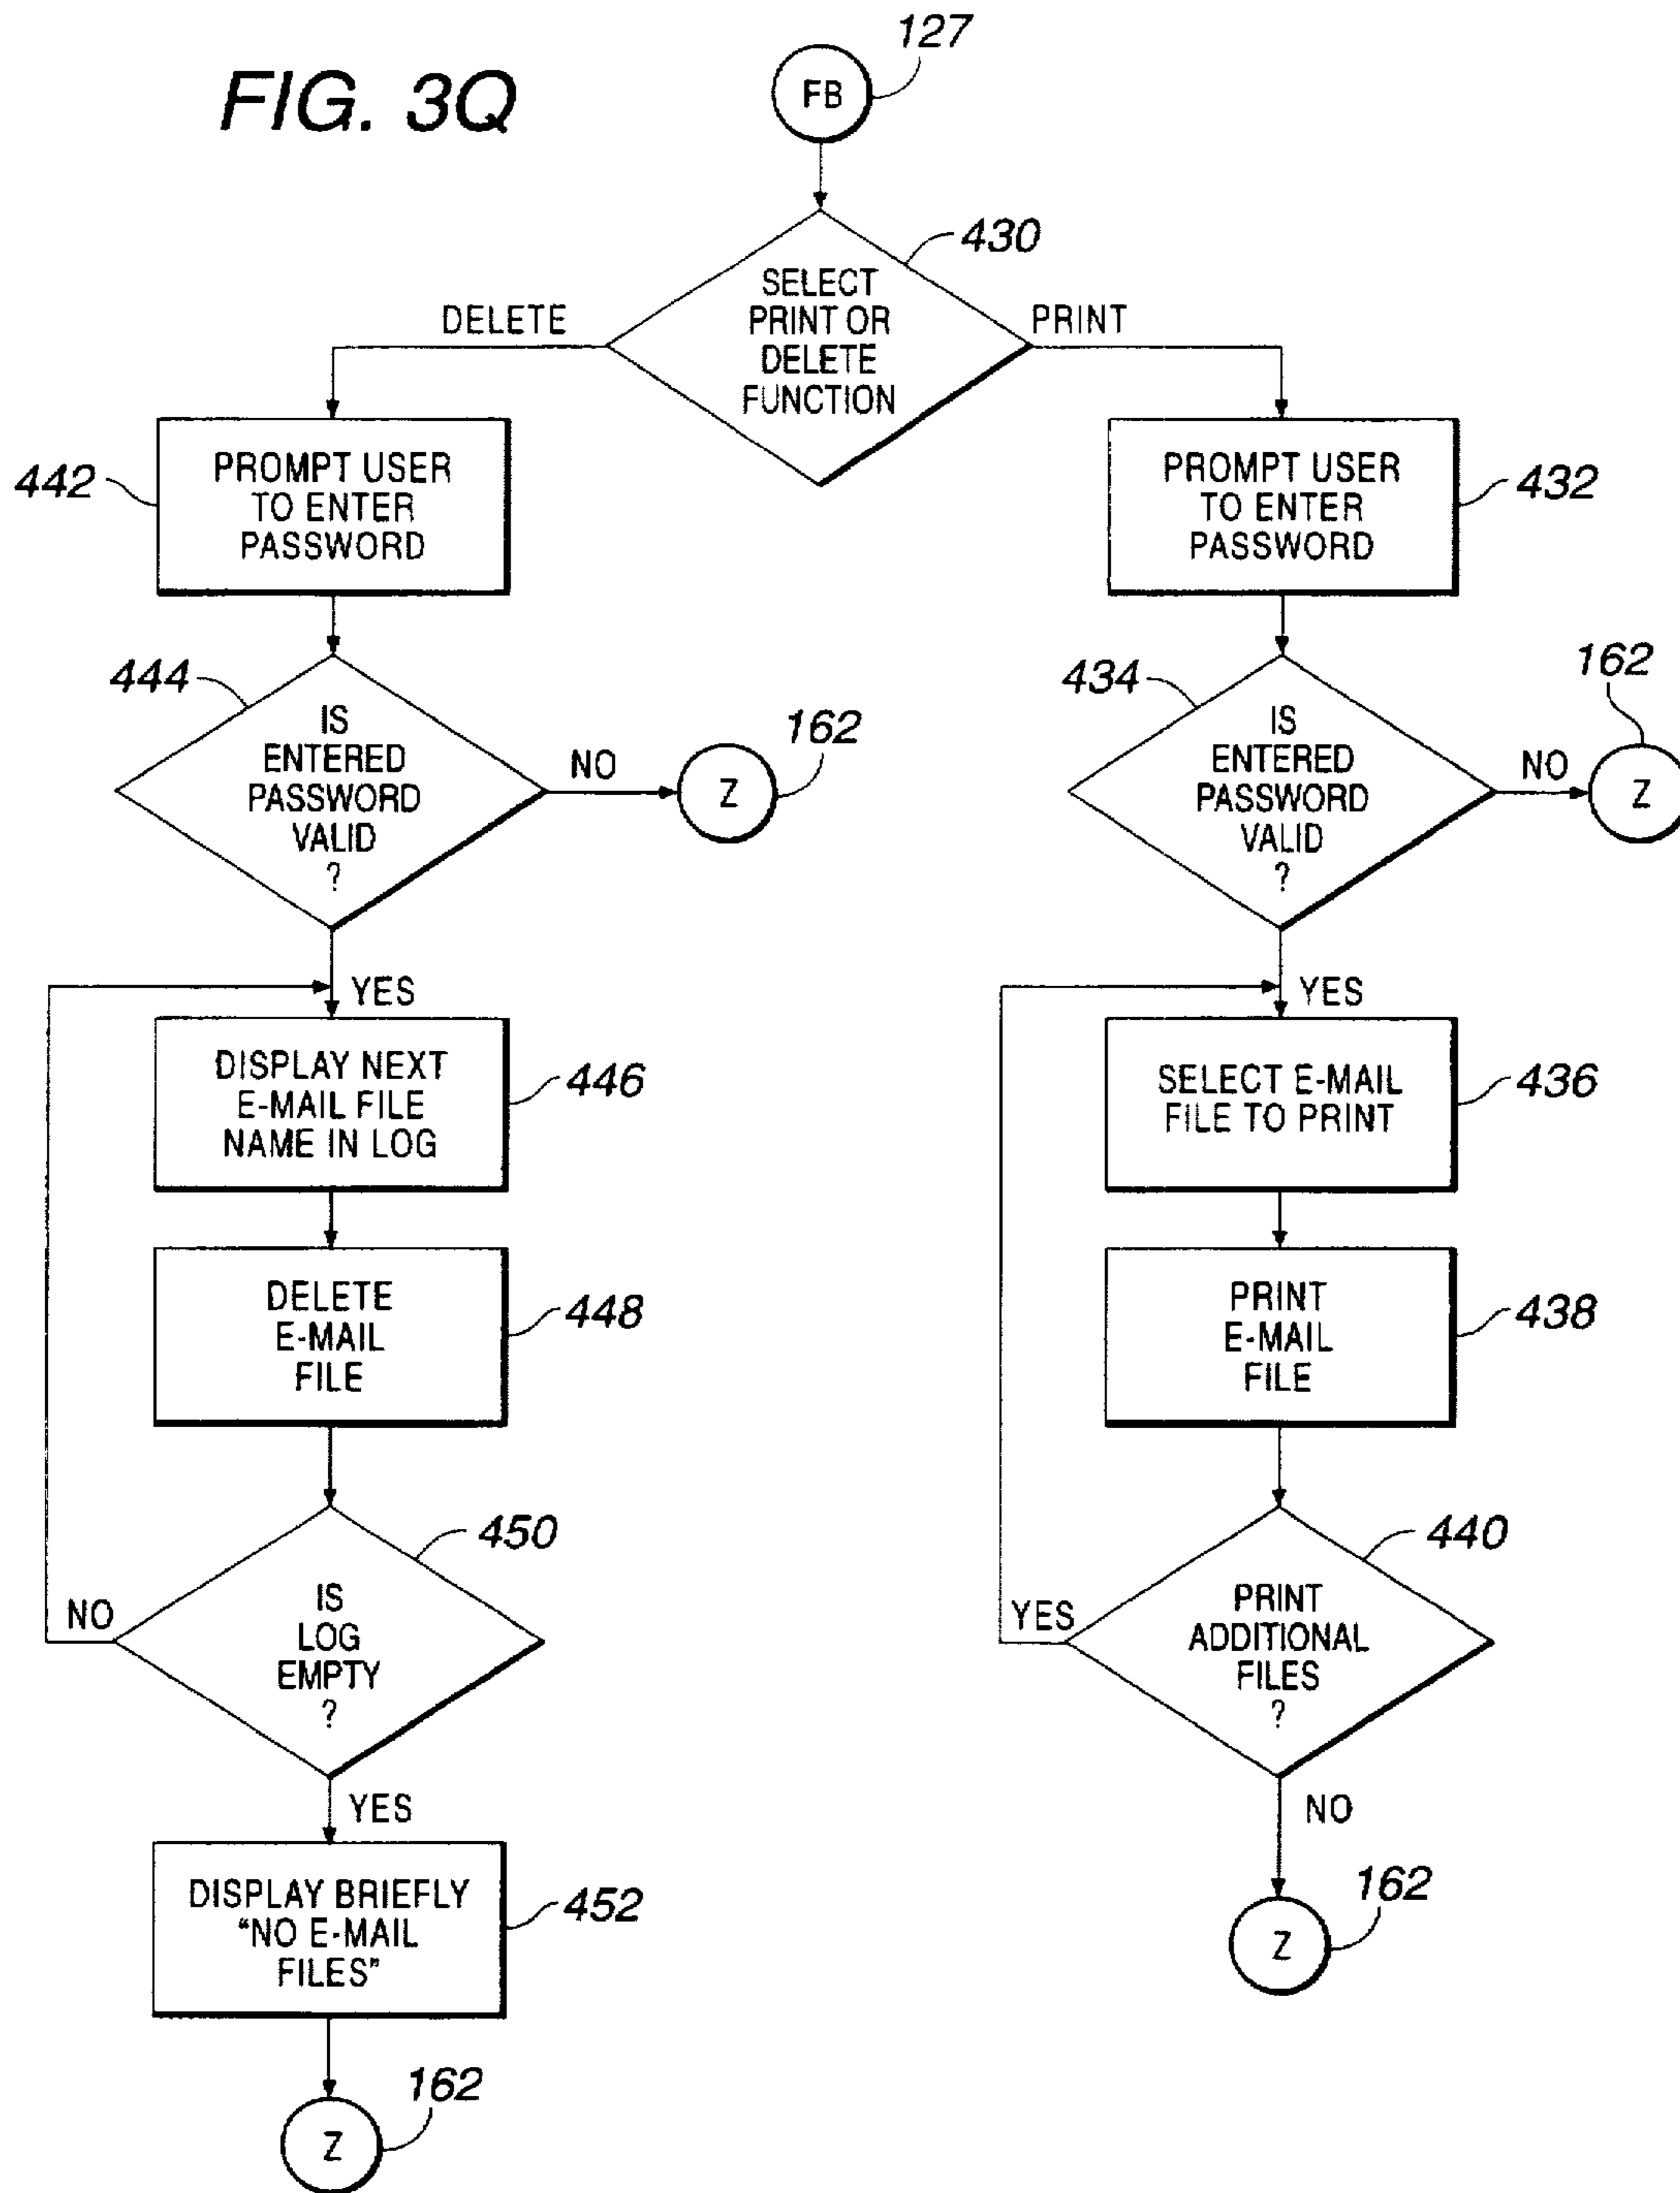 FIG. 3Q
127
FB
430
SELECT
PRINT OR
DELETE
FUNCTION
DELETE
PRINT
442
PROMPT USER
TO ENTER
PASSWORD
PROMPT USER
TO ENTER
PASSWORD
432
444
IS
ENTERED
PASSWORD
VALID
?
NO
162
Z
434
IS
ENTERED
PASSWORD
VALID
?
NO
162
Z
YES
YES
DISPLAY NEXT
E-MAIL FILE
NAME IN LOG
446
SELECT E-MAIL
FILE TO PRINT
436
DELETE
E-MAIL
FILE
448
PRINT
E-MAIL
FILE
438
450
IS
LOG
EMPTY
?
NO
440
PRINT
ADDITIONAL
FILES
?
YES
YES
NO
DISPLAY BRIEFLY
"NO E-MAIL
FILES"
452
162
Z
162
Z